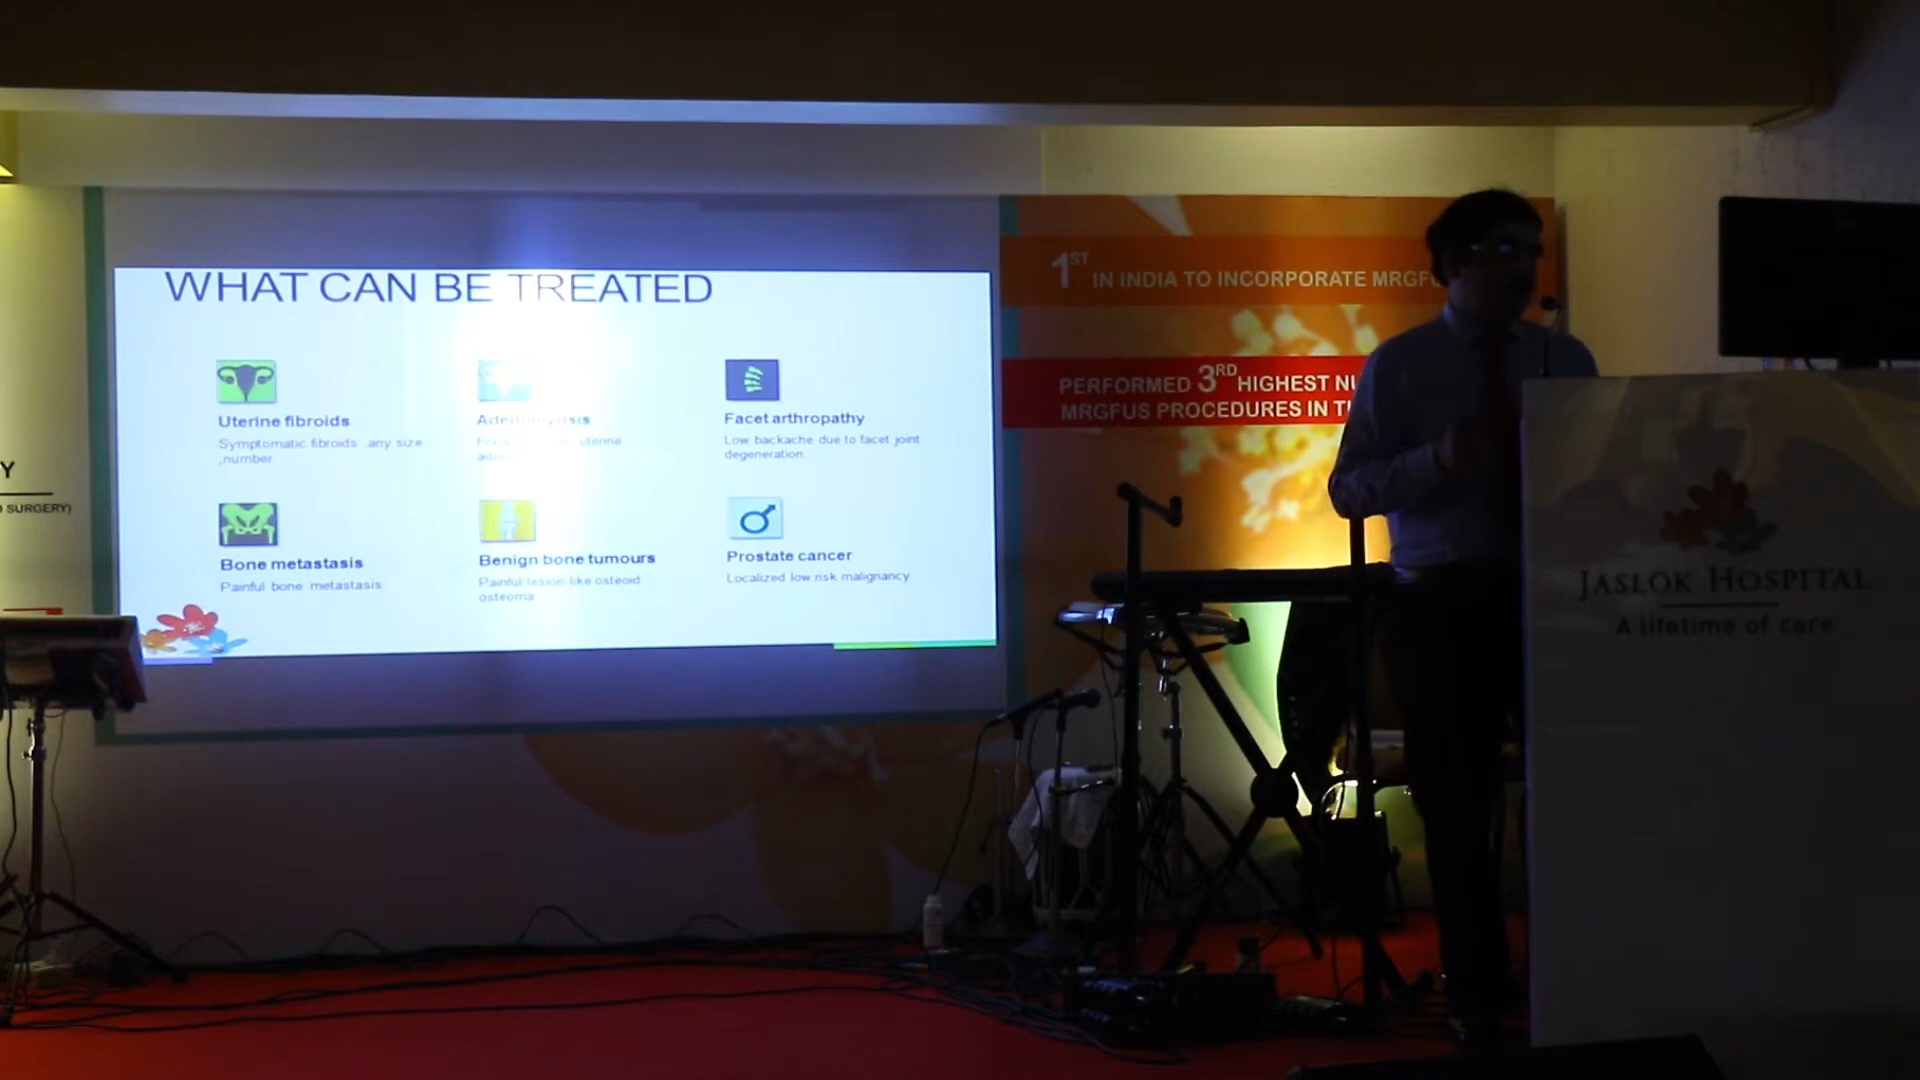 WHAT CAN BE TREATED
Uterine fibroids
Symptomatic fibroids ,any size
,number
Adenomyosis
uterine
Facet arthropathy
Low backache due to facet joint
degeneration
Bone metastasis
Painful bone metastasis
Benign bone tumours
Painful lesion like osteoid
osteoma
Prostate cancer
Localized low risk malignancy
Y
SURGERY)
1ST IN INDIA TO INCORPORATE MRGFU
PERFORMED 3RD HIGHEST NU
MRGFUS PROCEDURES IN T
JASLOK HOSPITAL
A lifetime of care